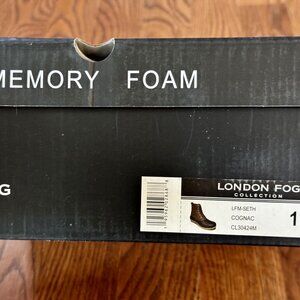 MEMORY FOAM
G
LONDON FOG
COLLECTION
LFM-SETH
COGNAC
CL30424M
1